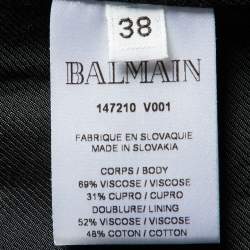 38
BALMAIN
147210 V001
FABRIQUE EN SLOVAQUIE
MADE IN SLOVAKIA
CORPS / BODY
69% VISCOSE / VISCOSE
31% CUPRO / CUPRO
DOUBLURE/ LINING
52% VISCOSE / VISCOSE
48% COTON / COTTON